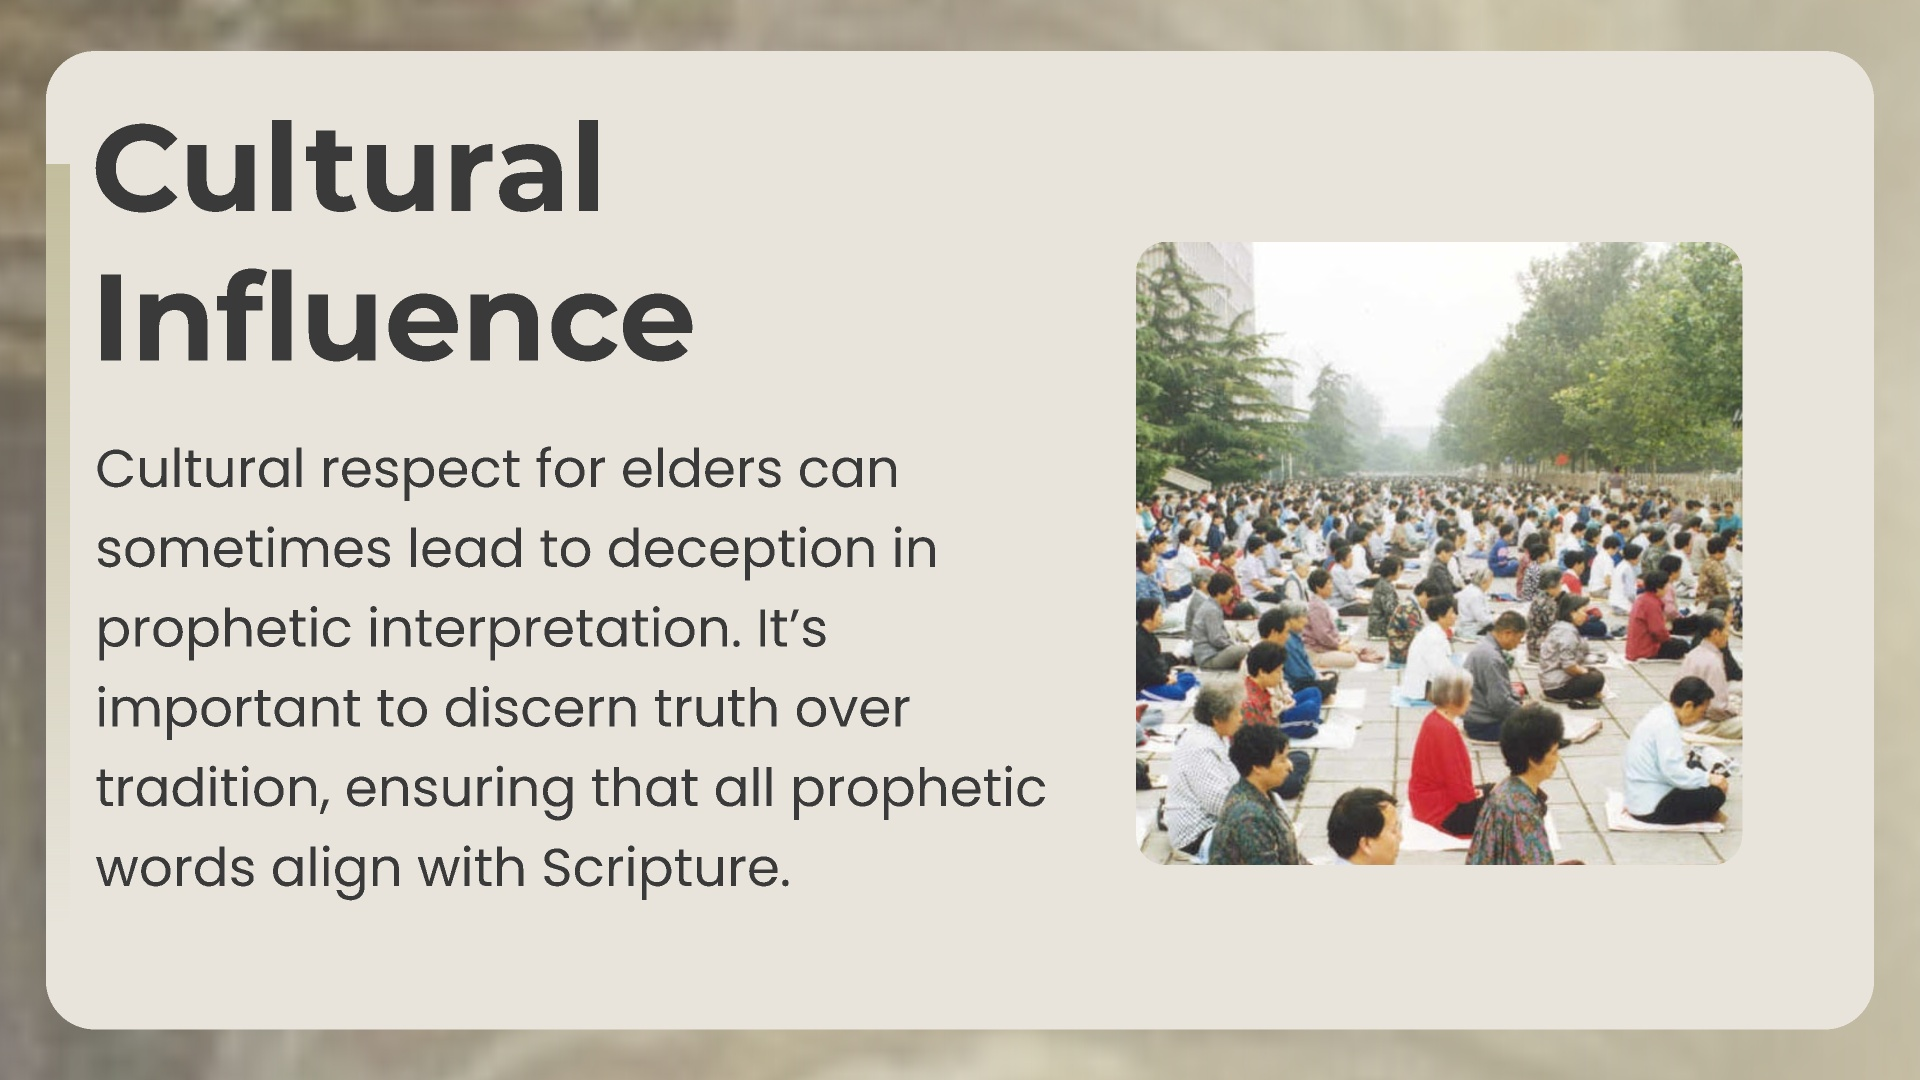 Cultural
Influence
Cultural respect for elders can
sometimes lead to deception in
prophetic interpretation. It’s
important to discern truth over
tradition, ensuring that all prophetic
words align with Scripture.